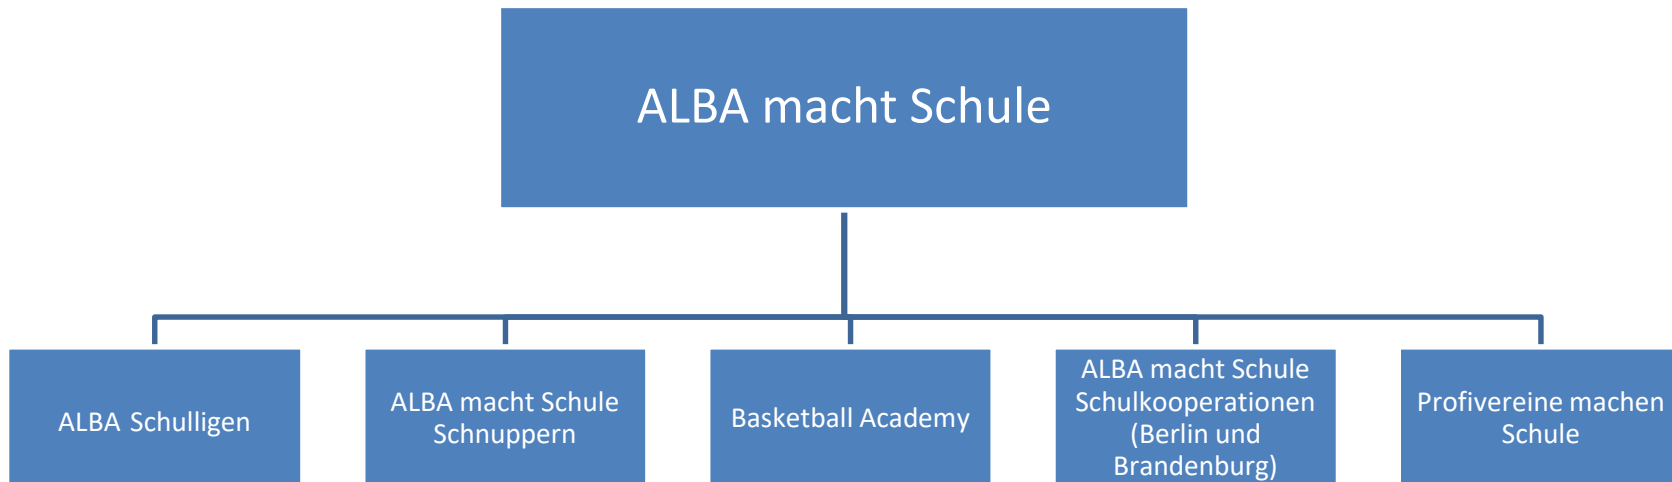 ALBA macht Schule
ALBA Schulligen
ALBA macht Schule
Schnuppern
Basketball Academy
ALBA macht Schule
Schulkooperationen
(Berlin und
Brandenburg)
Profivereine machen
Schule